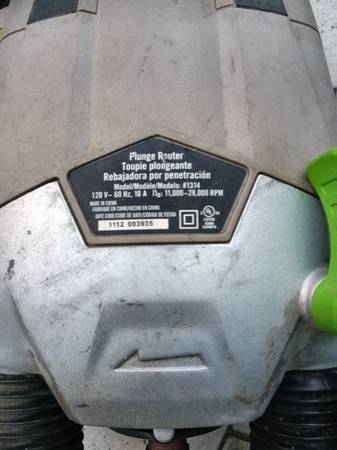 Plunge Router
Toupie plongeante
Rebajadora por penetración
Model/Modèle/Modelo: #1314
120 V~ 60 Hz, 10 A n₀: 11,000~28,000 RPM
MADE IN CHINA
FABRIQUÉ EN CHINE/HECHO EN CHINA
DATE CODE/CODE DE DATE/CÓDIGO DE FECHA
1112 003935